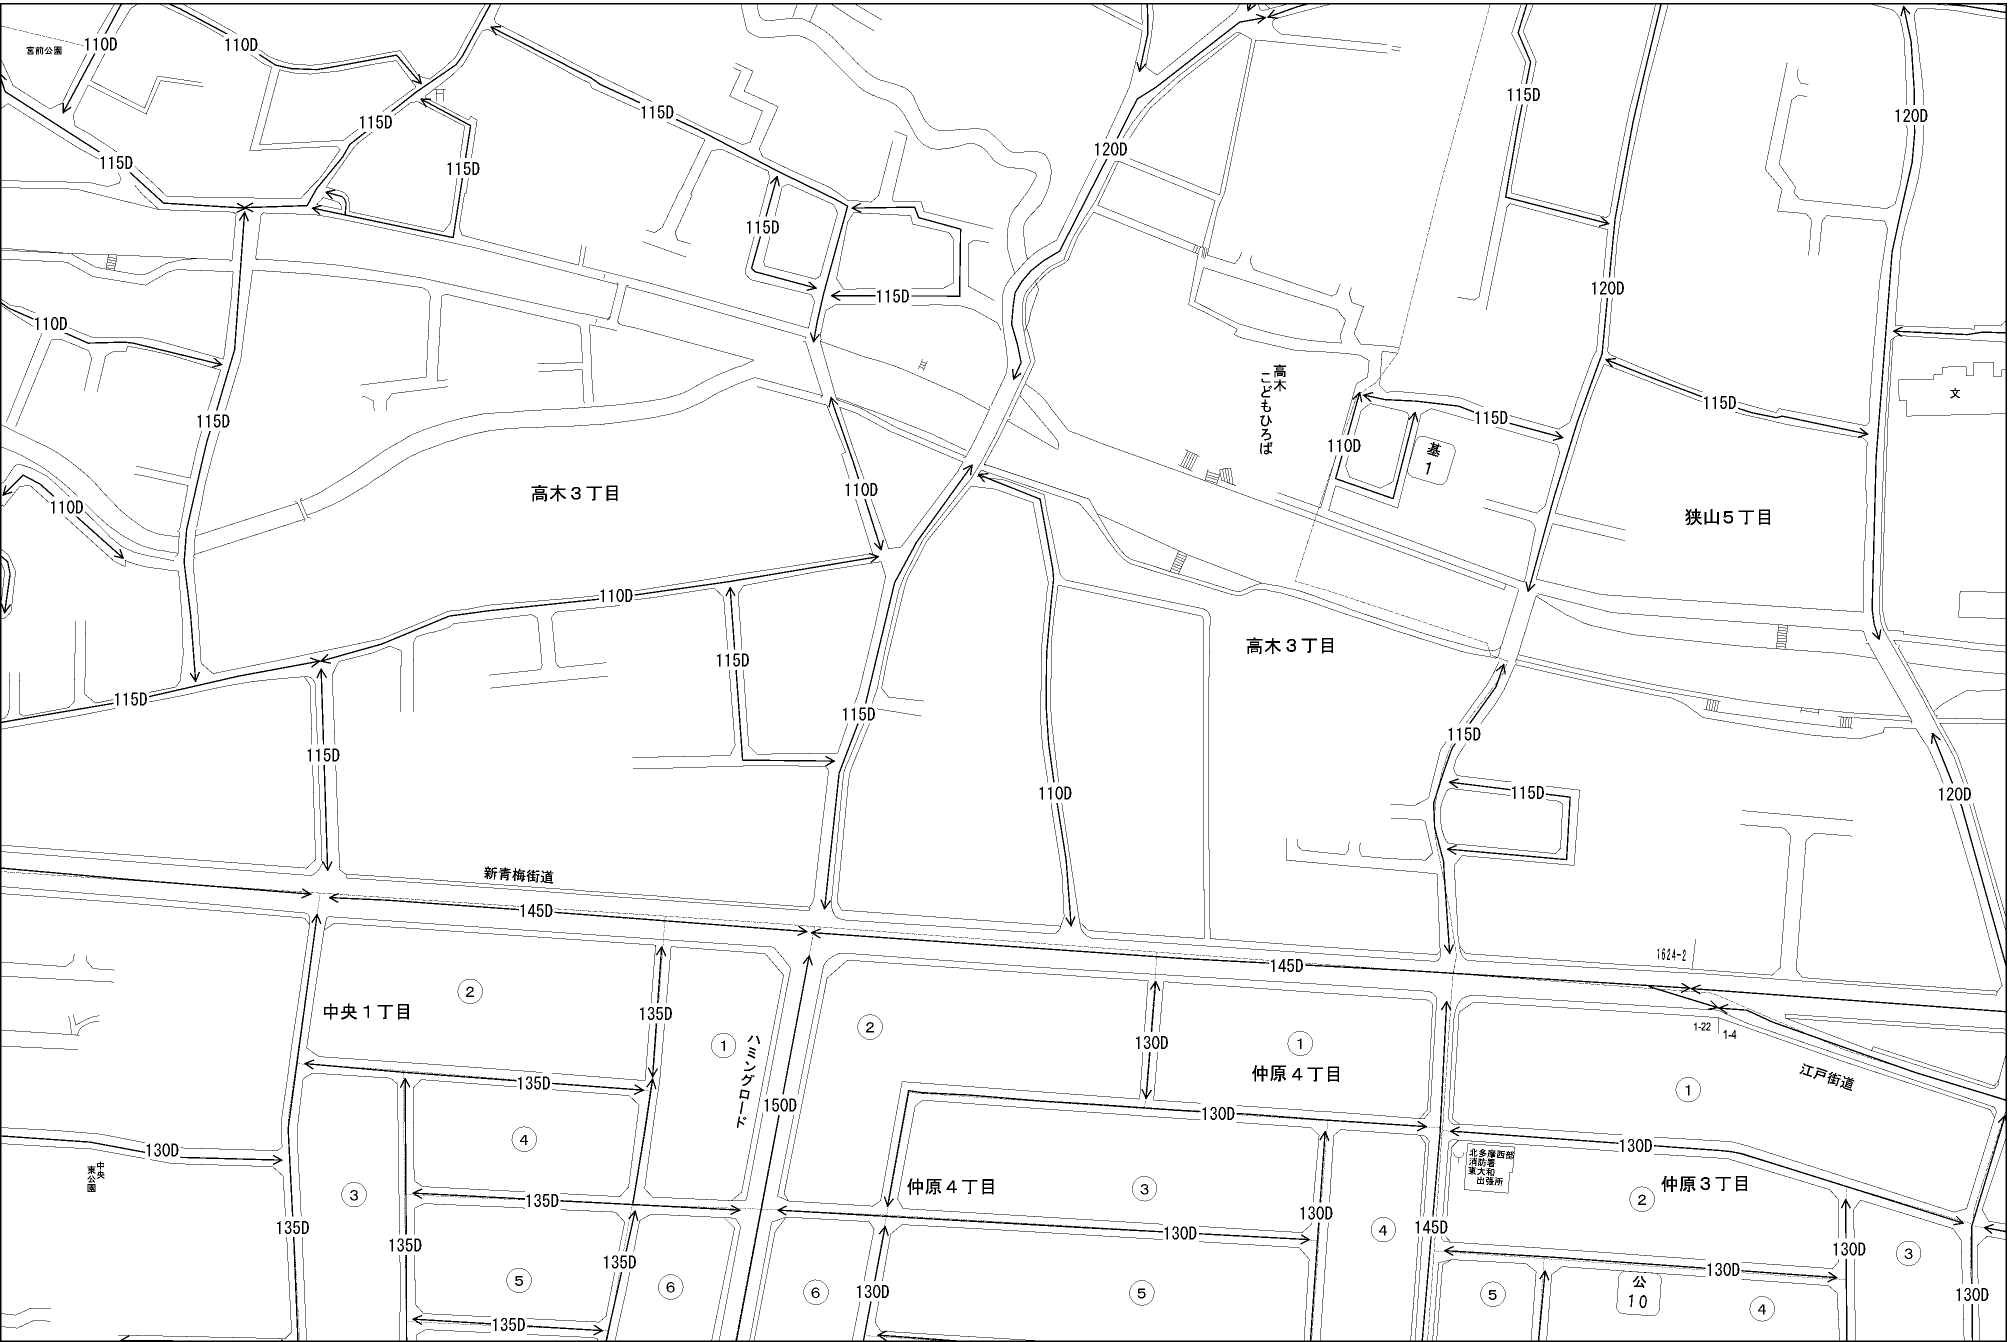 宮前公園
110D
110D
115D
115D
115D
115D
115D
115D
120D
115D
120D
120D
110D
115D
高木
こどもひろば
115D
115D
文
110D
基
1
110D
110D
高木3丁目
狭山5丁目
110D
115D
115D
高木3丁目
115D
115D
115D
115D
110D
115D
120D
新青梅街道
145D
145D
1624-2
中央1丁目
2
135D
1
ハミングロード
2
130D
1
仲原4丁目
1-22
1-4
江戸街道
1
135D
150D
130D
130D
130D
中央
東公園
4
3
135D
135D
135D
135D
135D
仲原4丁目
3
130D
130D
4
145D
北多摩西部
消防署
東大和
出張所
仲原3丁目
2
130D
3
130D
5
6
6
130D
5
5
公
10
4
130D
135D